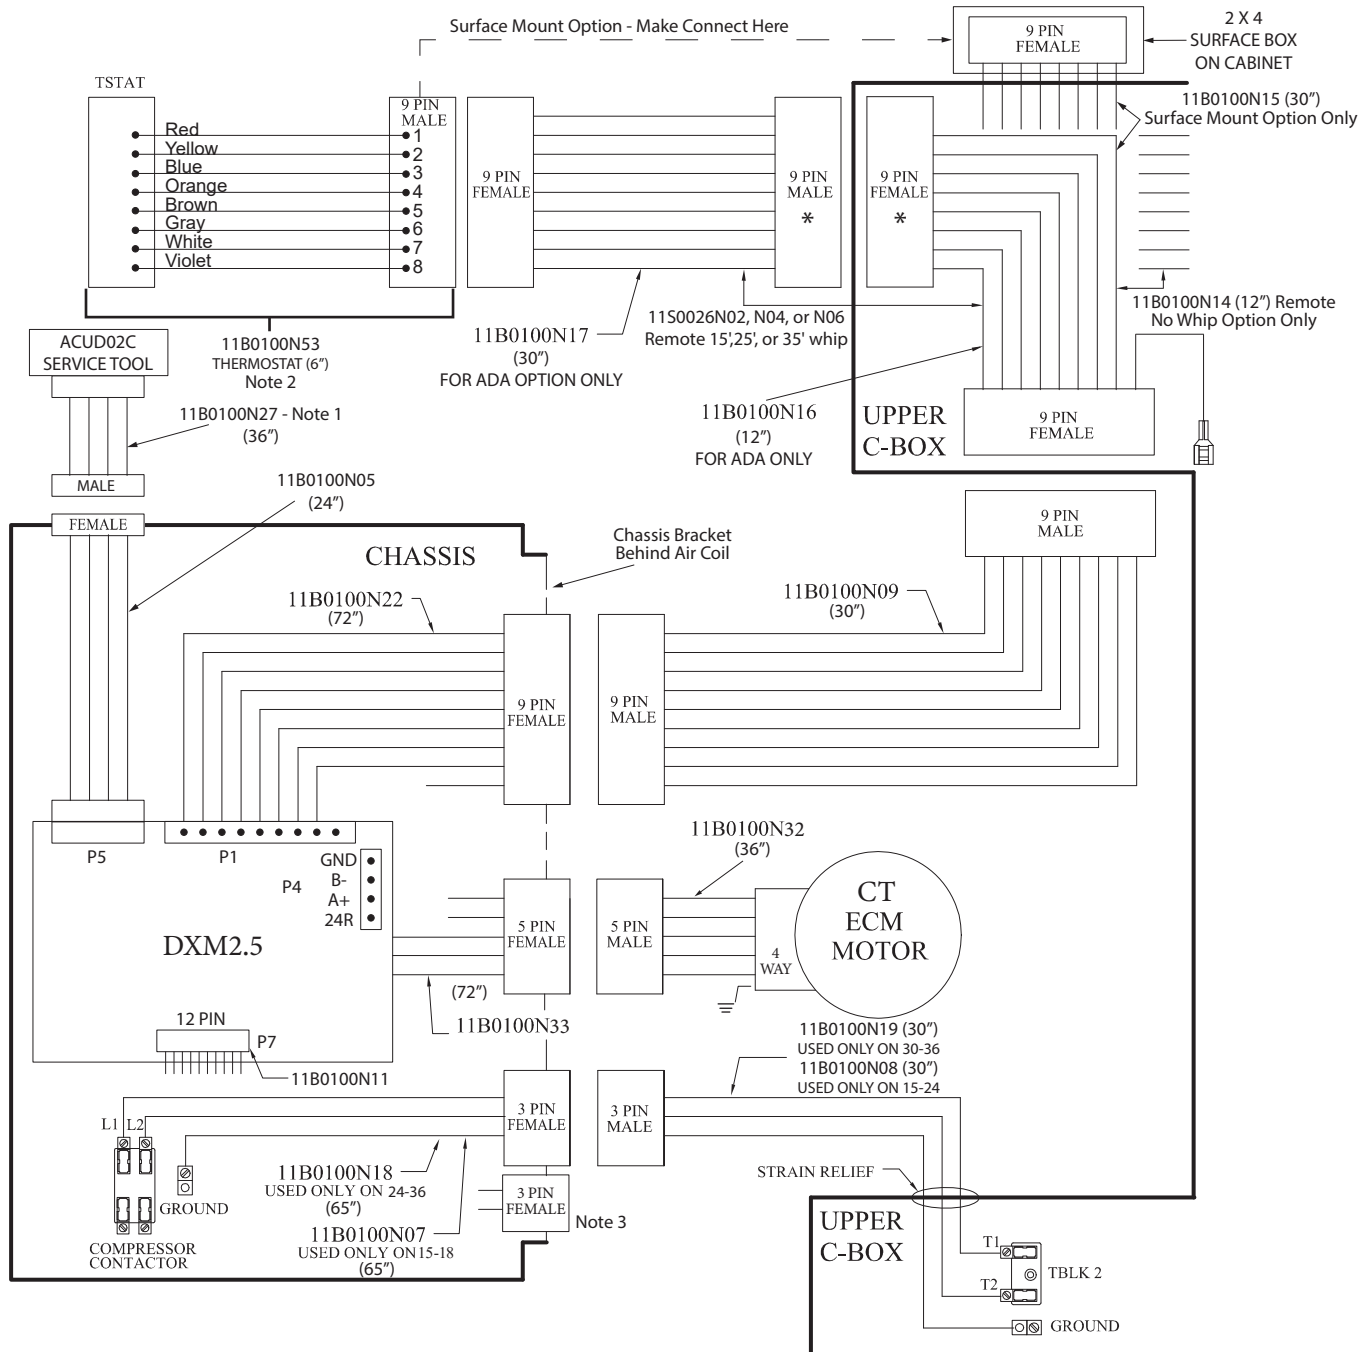 Surface Mount Option - Make Connect Here
9 PIN
FEMALE
2 X 4
SURFACE BOX
ON CABINET
TSTAT
9 PIN
MALE
Red
Yellow
Blue
Orange
Brown
Gray
White
Violet
1
2
3
4
5
6
7
8
9 PIN
FEMALE
9 PIN
MALE
*
9 PIN
FEMALE
*
11B0100N15 (30")
Surface Mount Option Only
11B0100N14 (12") Remote
No Whip Option Only
ACUD02C
SERVICE TOOL
11B0100N53
THERMOSTAT (6")
Note 2
11B0100N17
(30")
FOR ADA OPTION ONLY
11S0026N02, N04, or N06
Remote 15',25', or 35' whip
11B0100N16
(12")
FOR ADA ONLY
UPPER
C-BOX
9 PIN
FEMALE
11B0100N27 - Note 1
(36")
MALE
11B0100N05
(24")
FEMALE
CHASSIS
Chassis Bracket
Behind Air Coil
9 PIN
MALE
11B0100N22
(72")
11B0100N09
(30")
9 PIN
FEMALE
9 PIN
MALE
P5
P1
P4
GND
B-
A+
24R
DXM2.5
11B0100N32
(36")
5 PIN
FEMALE
5 PIN
MALE
4
WAY
CT
ECM
MOTOR
(72")
11B0100N33
12 PIN
P7
11B0100N11
11B0100N19 (30")
USED ONLY ON 30-36
11B0100N08 (30")
USED ONLY ON 15-24
L1
L2
3 PIN
FEMALE
3 PIN
MALE
11B0100N18
USED ONLY ON 24-36
(65")
GROUND
11B0100N07
USED ONLY ON 15-18
(65")
COMPRESSOR
CONTACTOR
3 PIN
FEMALE
Note 3
STRAIN RELIEF
UPPER
C-BOX
T1
T2
TBLK 2
GROUND